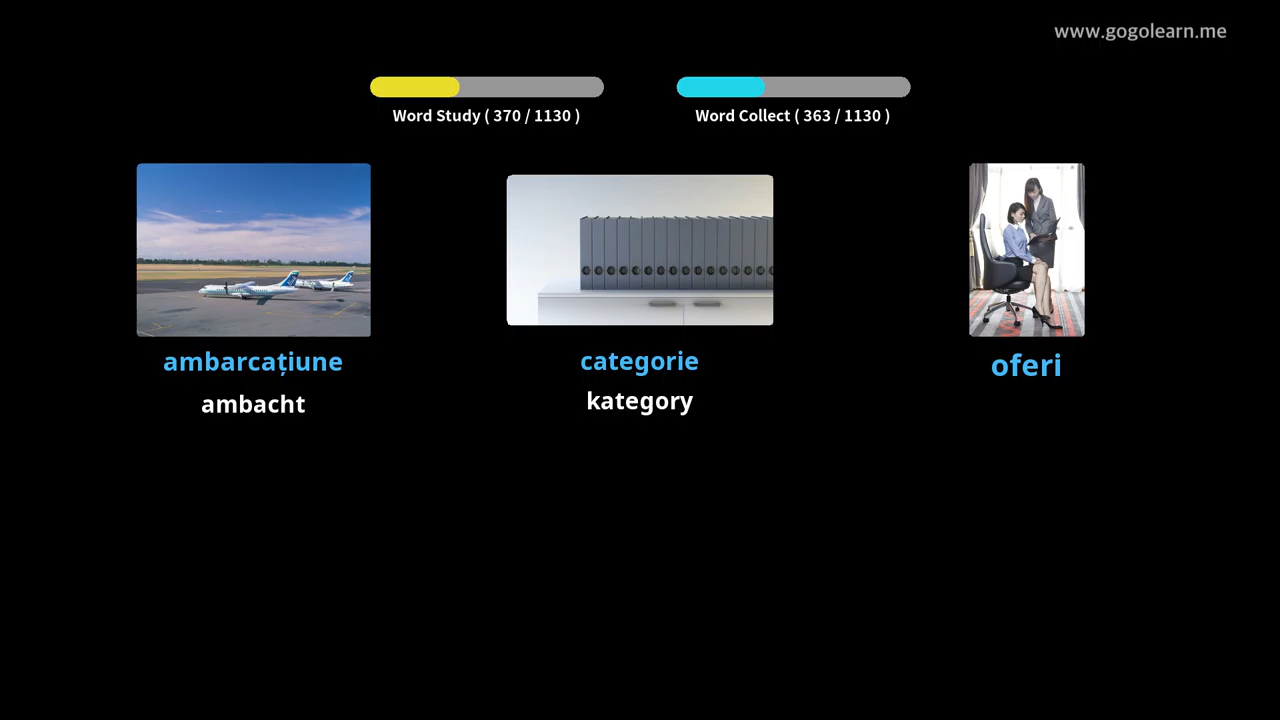 www.gogolearn.me
Word Study ( 370 / 1130 )
Word Collect ( 363 / 1130 )
ambarcațiune
ambacht
categorie
kategory
oferi